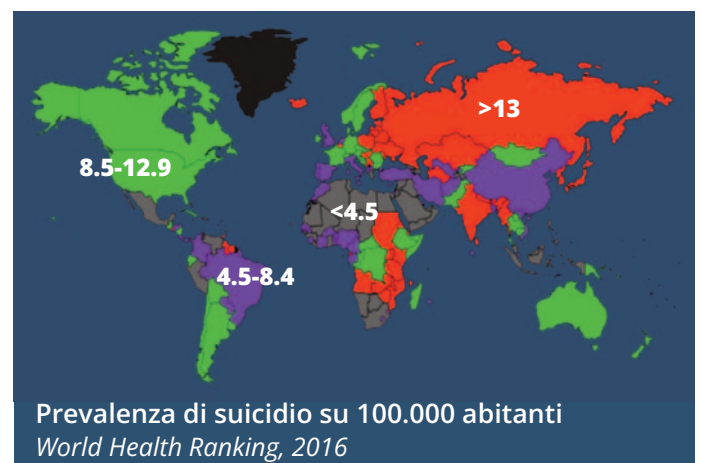 >13
8.5-12.9
<4.5
4.5-8.4
Prevalenza di suicidio su 100.000 abitanti
World Health Ranking, 2016